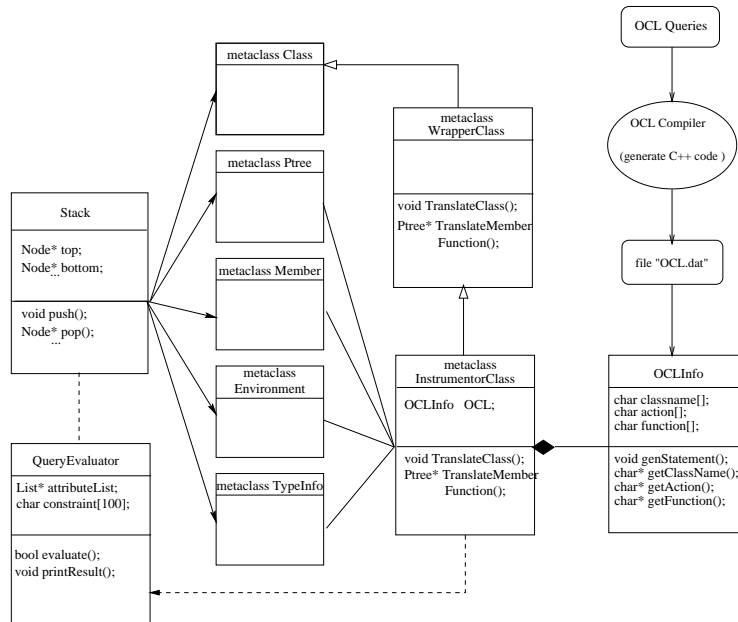 OCL Queries
OCL Compiler
(generate C++ code )
file "OCL.dat"
metaclass Class
metaclass
WrapperClass
void TranslateClass();
Ptree* TranslateMember
Function();
metaclass Ptree
metaclass Member
metaclass
Environment
metaclass TypeInfo
Stack
Node* top;
Node* bottom;
...
void push();
Node* pop();
...
metaclass
InstrumentorClass
OCLInfo OCL;
void TranslateClass();
Ptree* TranslateMember
Function();
OCLInfo
char classname[];
char action[];
char function[];
void genStatement();
char* getClassName();
char* getAction();
char* getFunction();
QueryEvaluator
List* attributeList;
char constraint[100];
bool evaluate();
void printResult();